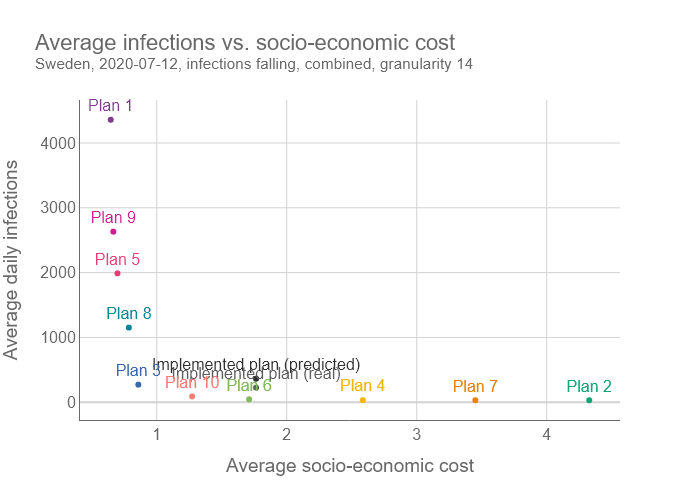 Average infections vs. socio-economic cost
Sweden, 2020-07-12, infections falling, combined, granularity 14
Average daily infections
4000
3000
2000
1000
0
Plan 1
Plan 9
Plan 5
Plan 8
Implemented plan (predicted)
Plan 3
Implemented plan (real)
Plan 10
Plan 6
Plan 4
Plan 7
Plan 2
1
2
3
4
Average socio-economic cost